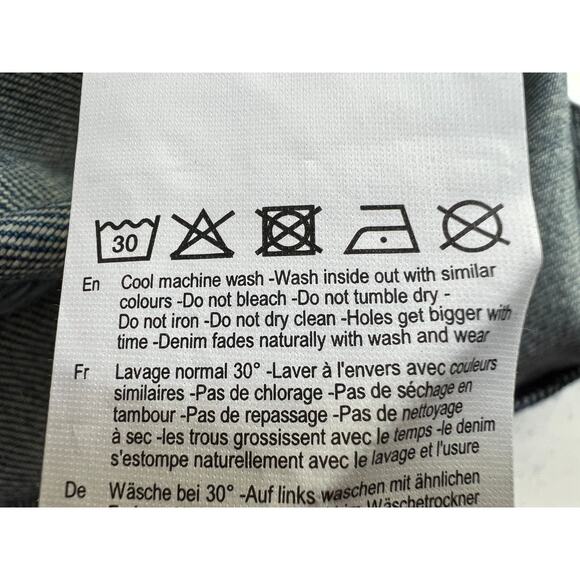 30
En Cool machine wash -Wash inside out with similar
colours -Do not bleach -Do not tumble dry -
Do not iron -Do not dry clean -Holes get bigger with
time -Denim fades naturally with wash and wear
Fr Lavage normal 30° -Laver à l'envers avec couleurs
similaires -Pas de chlorage -Pas de séchage en
tambour -Pas de repassage -Pas de nettoyage
à sec -les trous grossissent avec le temps -le denim
s'estompe naturellement avec le lavage et l'usure
De Wäsche bei 30° -Auf links waschen mit ähnlichen
Wäschetrockner